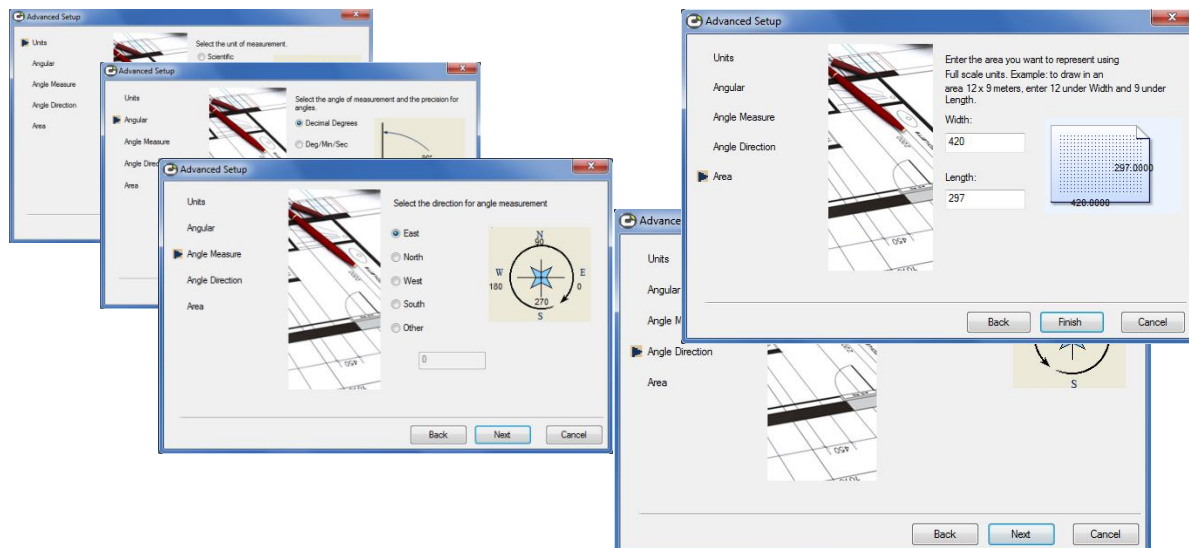 Advanced Setup
Units
Angular
Angle Measure
Angle Direction
Area
Select the unit of measurement.
Scientific
Advanced Setup
Units
Angular
Angle Measure
Angle Direc
Area
Select the angle of measurement and the precision for
angles.
Decimal Degrees
Deg/Min/Sec
Advanced Setup
Units
Angular
Angle Measure
Angle Direction
Area
Select the direction for angle measurement
East
North
West
South
Other
0
N
90
W
180
E
0
270
S
450
Back
Next
Cancel
Advance
Units
Angular
Angle M
Angle Direction
Area
S
450
Back
Next
Cancel
Advanced Setup
Units
Angular
Angle Measure
Angle Direction
Area
Enter the area you want to represent using
Full scale units. Example: to draw in an
area 12 x 9 meters, enter 12 under Width and 9 under
Length.
Width:
420
Length:
297
297.0000
420.0000
450
Back
Finish
Cancel